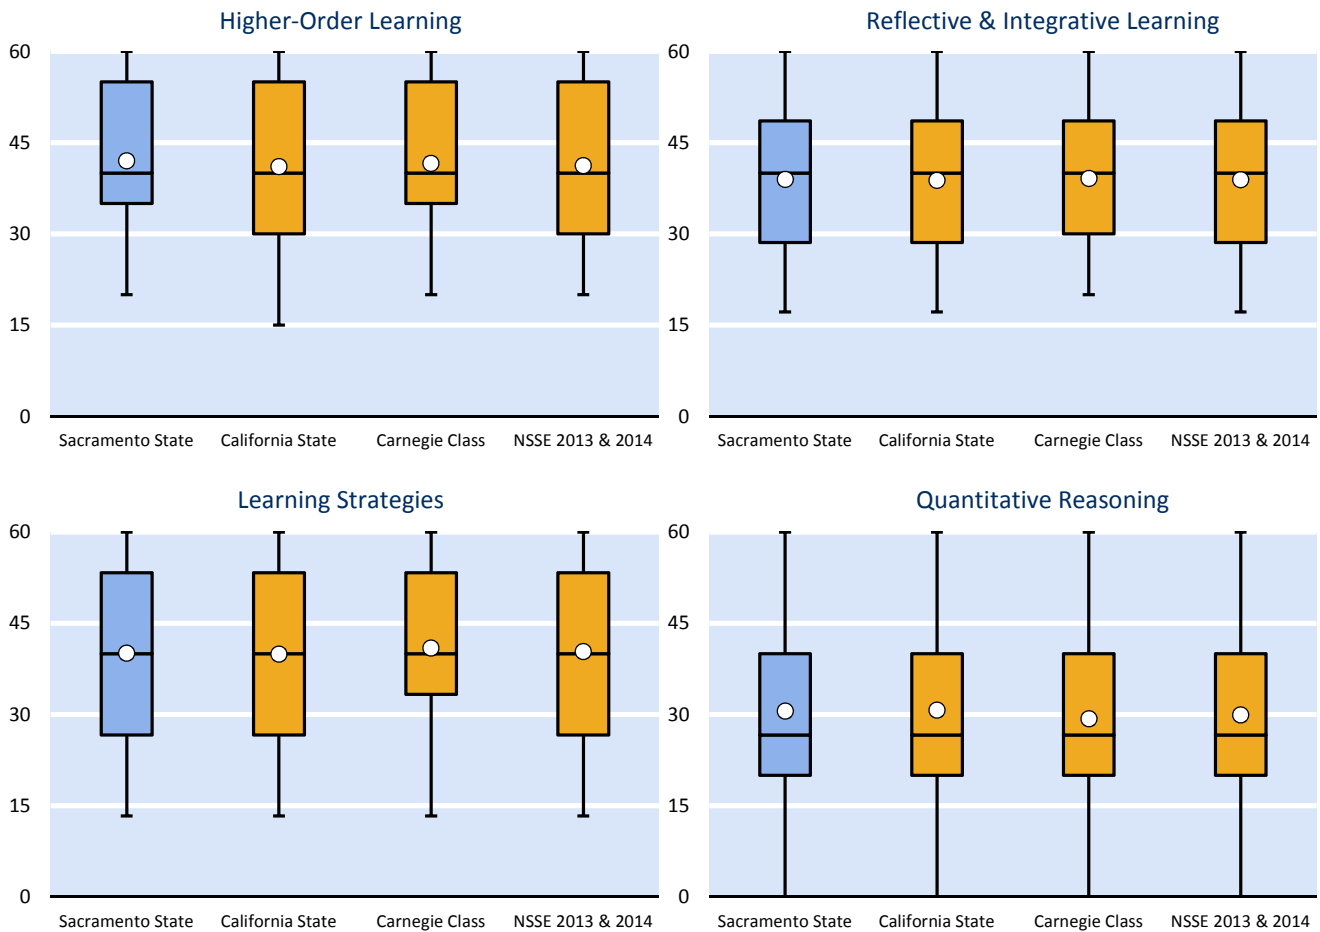 Higher-Order Learning
60
45
30
15
0
Sacramento State California State Carnegie Class NSSE 2013 & 2014
Reflective & Integrative Learning
60
45
30
15
0
Sacramento State California State Carnegie Class NSSE 2013 & 2014
Learning Strategies
60
45
30
15
0
Sacramento State California State Carnegie Class NSSE 2013 & 2014
Quantitative Reasoning
60
45
30
15
0
Sacramento State California State Carnegie Class NSSE 2013 & 2014